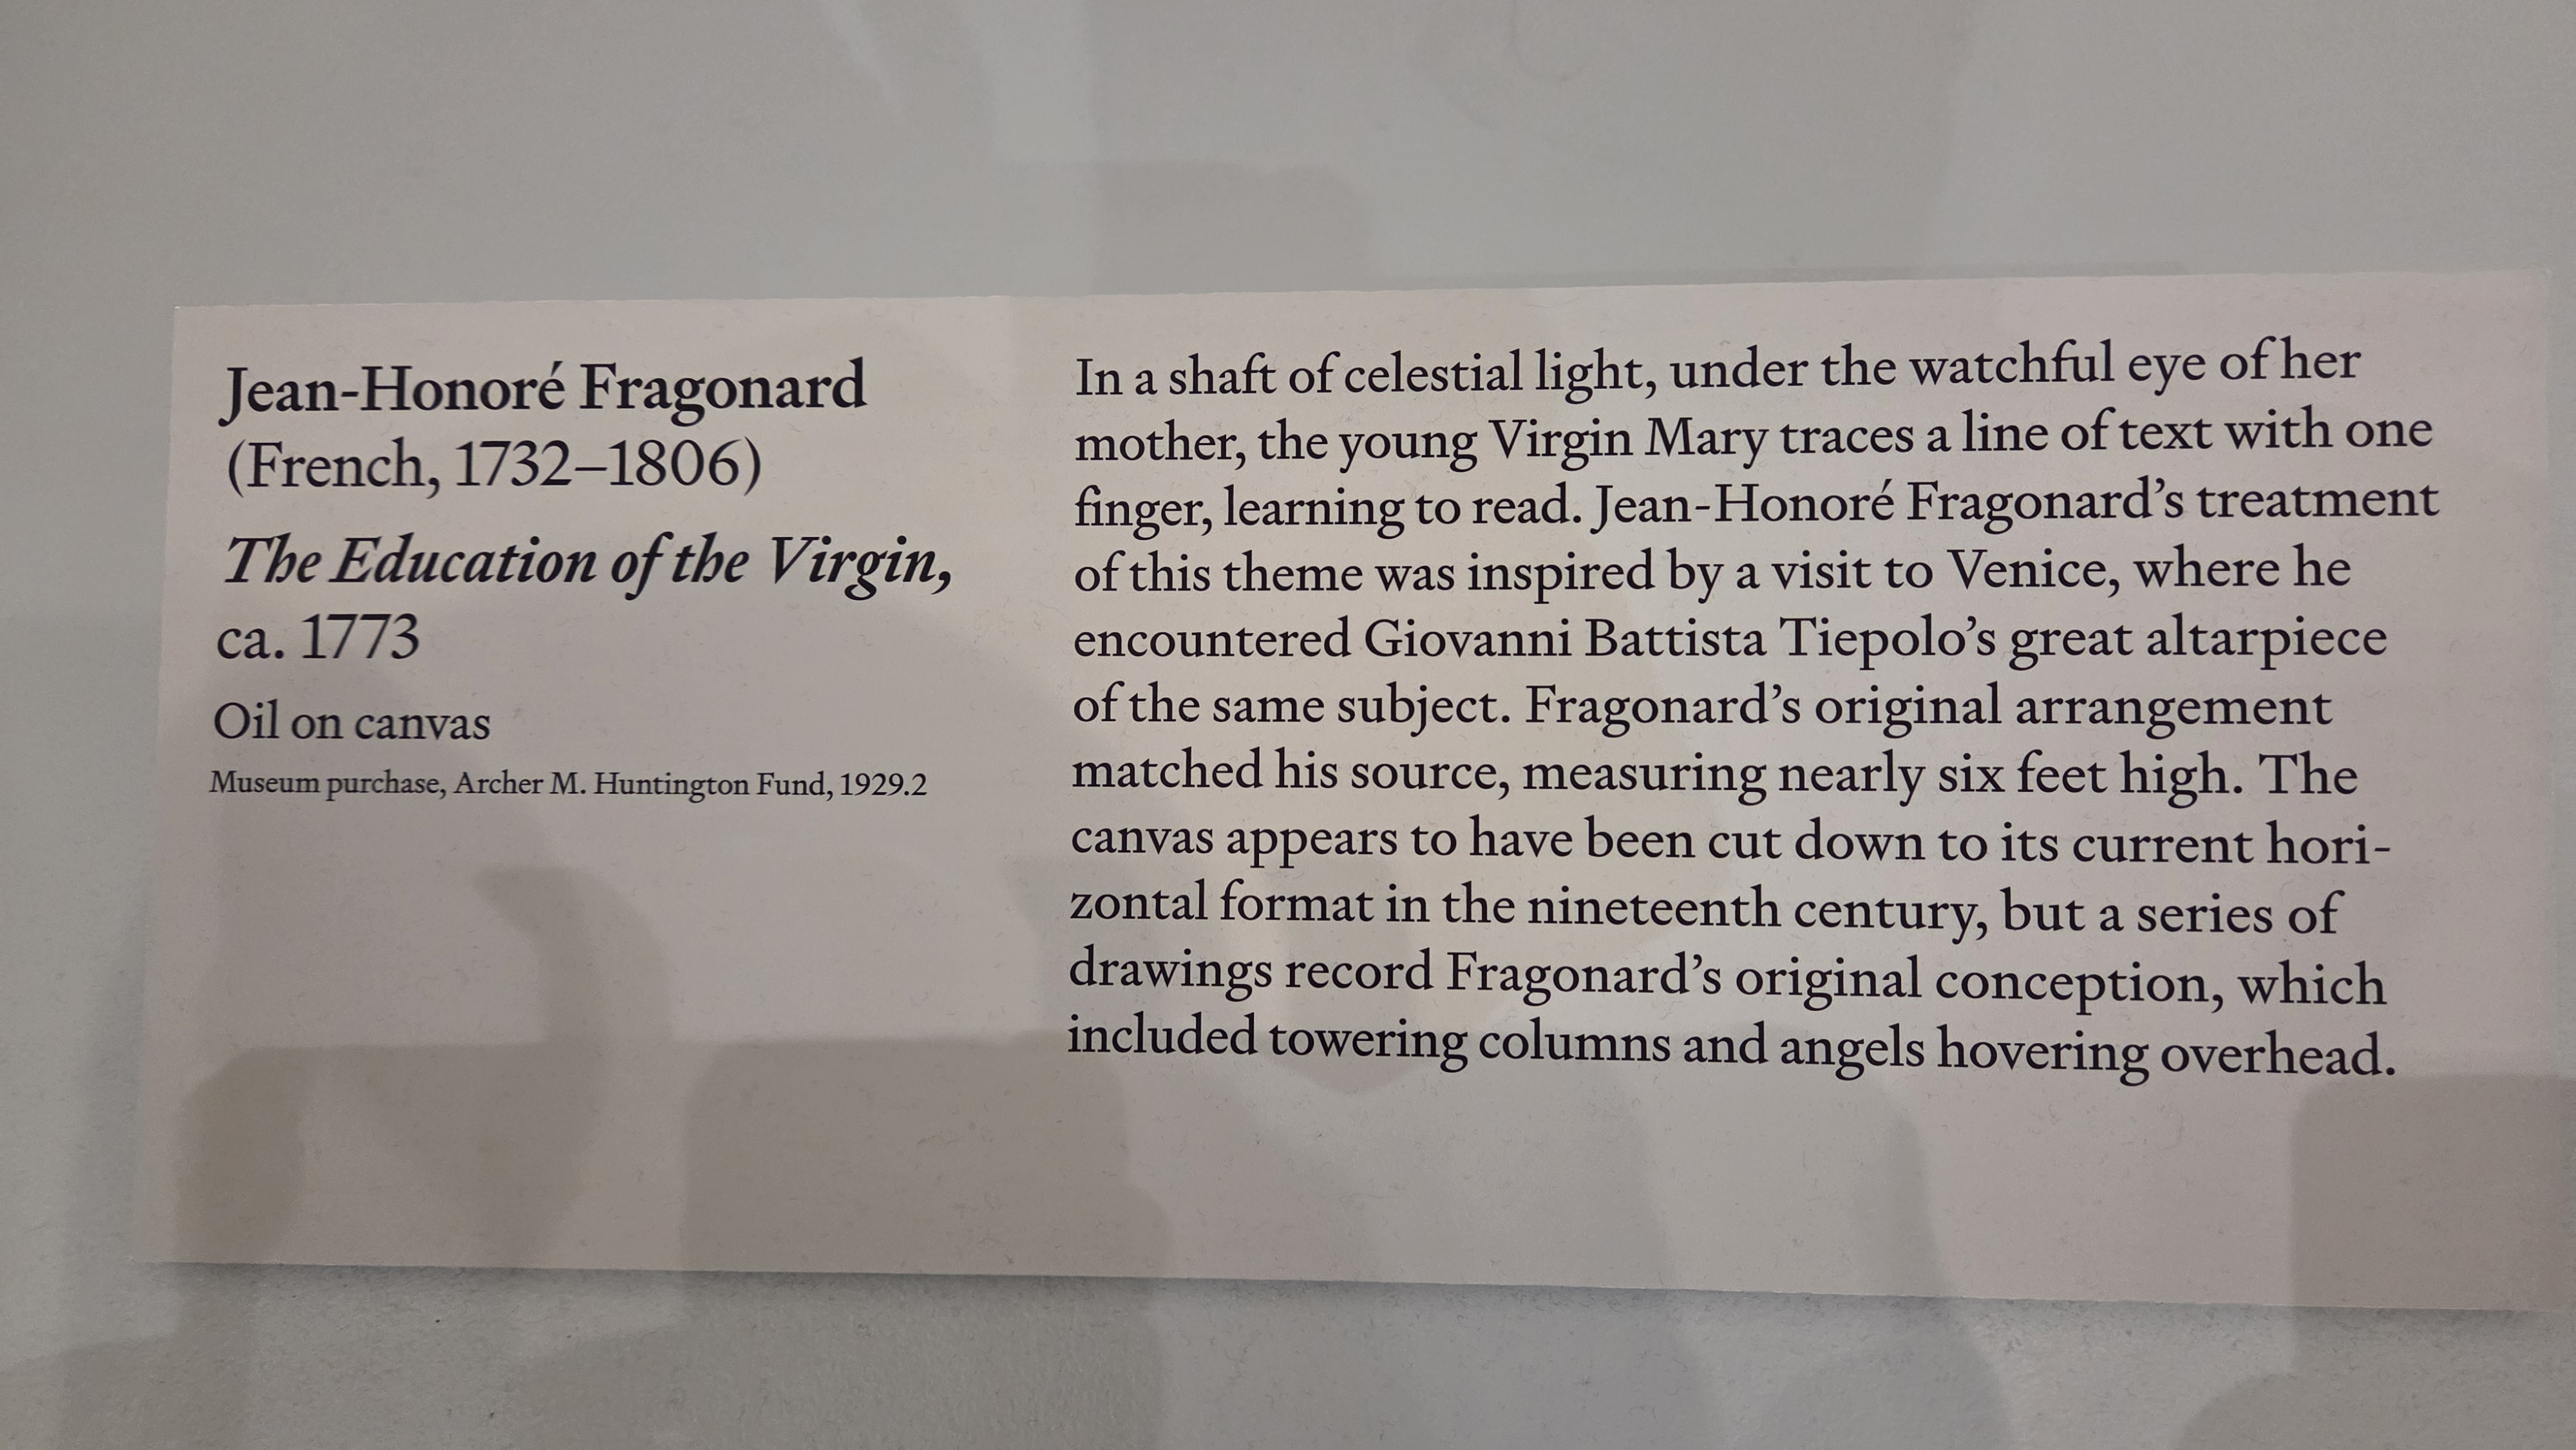 Jean-Honoré Fragonard
(French, 1732–1806)
The Education of the Virgin,
ca. 1773
Oil on canvas
Museum purchase, Archer M. Huntington Fund, 1929.2
In a shaft of celestial light, under the watchful eye of her
mother, the young Virgin Mary traces a line of text with one
finger, learning to read. Jean-Honoré Fragonard’s treatment
of this theme was inspired by a visit to Venice, where he
encountered Giovanni Battista Tiepolo’s great altarpiece
of the same subject. Fragonard’s original arrangement
matched his source, measuring nearly six feet high. The
canvas appears to have been cut down to its current hori-
zontal format in the nineteenth century, but a series of
drawings record Fragonard’s original conception, which
included towering columns and angels hovering overhead.